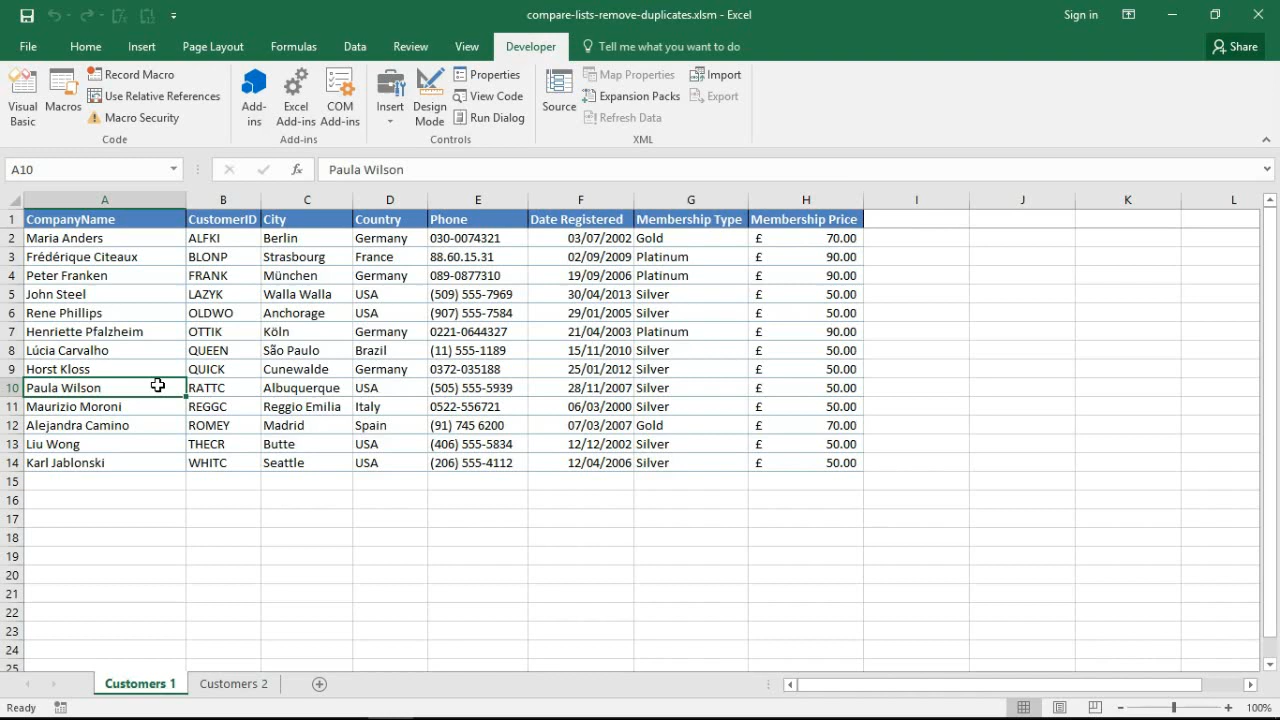 compare-lists-remove-duplicates.xlsm - Excel
Sign in
File Home Insert Page Layout Formulas Data Review View Developer Tell me what you want to do Share
Visual Basic
Macros
Record Macro
Use Relative References
Macro Security
Code
Add-ins
Excel Add-ins
COM Add-ins
Add-ins
Insert
Design Mode
Properties
View Code
Run Dialog
Controls
Source
Map Properties
Expansion Packs
Refresh Data
Import
Export
XML
A10 fx Paula Wilson
A B C D E F G H I J K L
1 CompanyName CustomerID City Country Phone Date Registered Membership Type Membership Price
2 Maria Anders ALFKI Berlin Germany 030-0074321 03/07/2002 Gold £ 70.00
3 Frédérique Citeaux BLONP Strasbourg France 88.60.15.31 02/09/2009 Platinum £ 90.00
4 Peter Franken FRANK München Germany 089-0877310 19/09/2006 Platinum £ 90.00
5 John Steel LAZYK Walla Walla USA (509) 555-7969 30/04/2013 Silver £ 50.00
6 Rene Phillips OLDWO Anchorage USA (907) 555-7584 29/01/2005 Silver £ 50.00
7 Henriette Pfalzheim OTTIK Köln Germany 0221-0644327 21/04/2003 Platinum £ 90.00
8 Lúcia Carvalho QUEEN São Paulo Brazil (11) 555-1189 15/11/2010 Silver £ 50.00
9 Horst Kloss QUICK Cunewalde Germany 0372-035188 25/01/2012 Silver £ 50.00
10 Paula Wilson RATTC Albuquerque USA (505) 555-5939 28/11/2007 Silver £ 50.00
11 Maurizio Moroni REGGC Reggio Emilia Italy 0522-556721 06/03/2000 Silver £ 50.00
12 Alejandra Camino ROMEY Madrid Spain (91) 745 6200 07/03/2007 Gold £ 70.00
13 Liu Wong THECR Butte USA (406) 555-5834 12/12/2002 Silver £ 50.00
14 Karl Jablonski WHITC Seattle USA (206) 555-4112 12/04/2006 Silver £ 50.00
15
16
17
18
19
20
21
22
23
24
25
Customers 1 Customers 2
Ready 100%